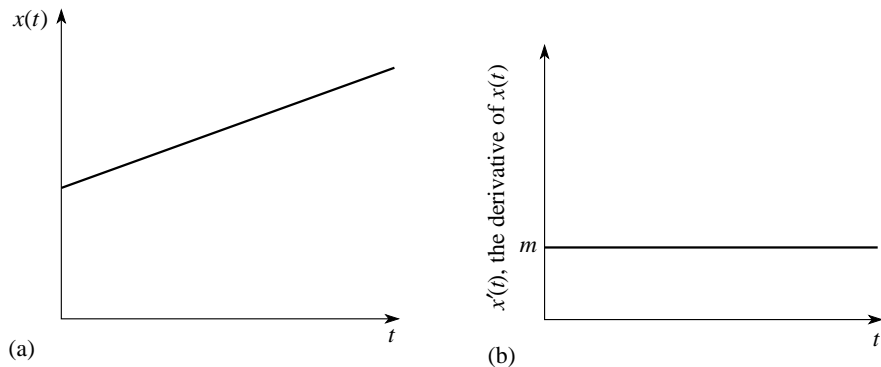 x(t)
t
(a)
x′(t), the derivative of x(t)
m
t
(b)